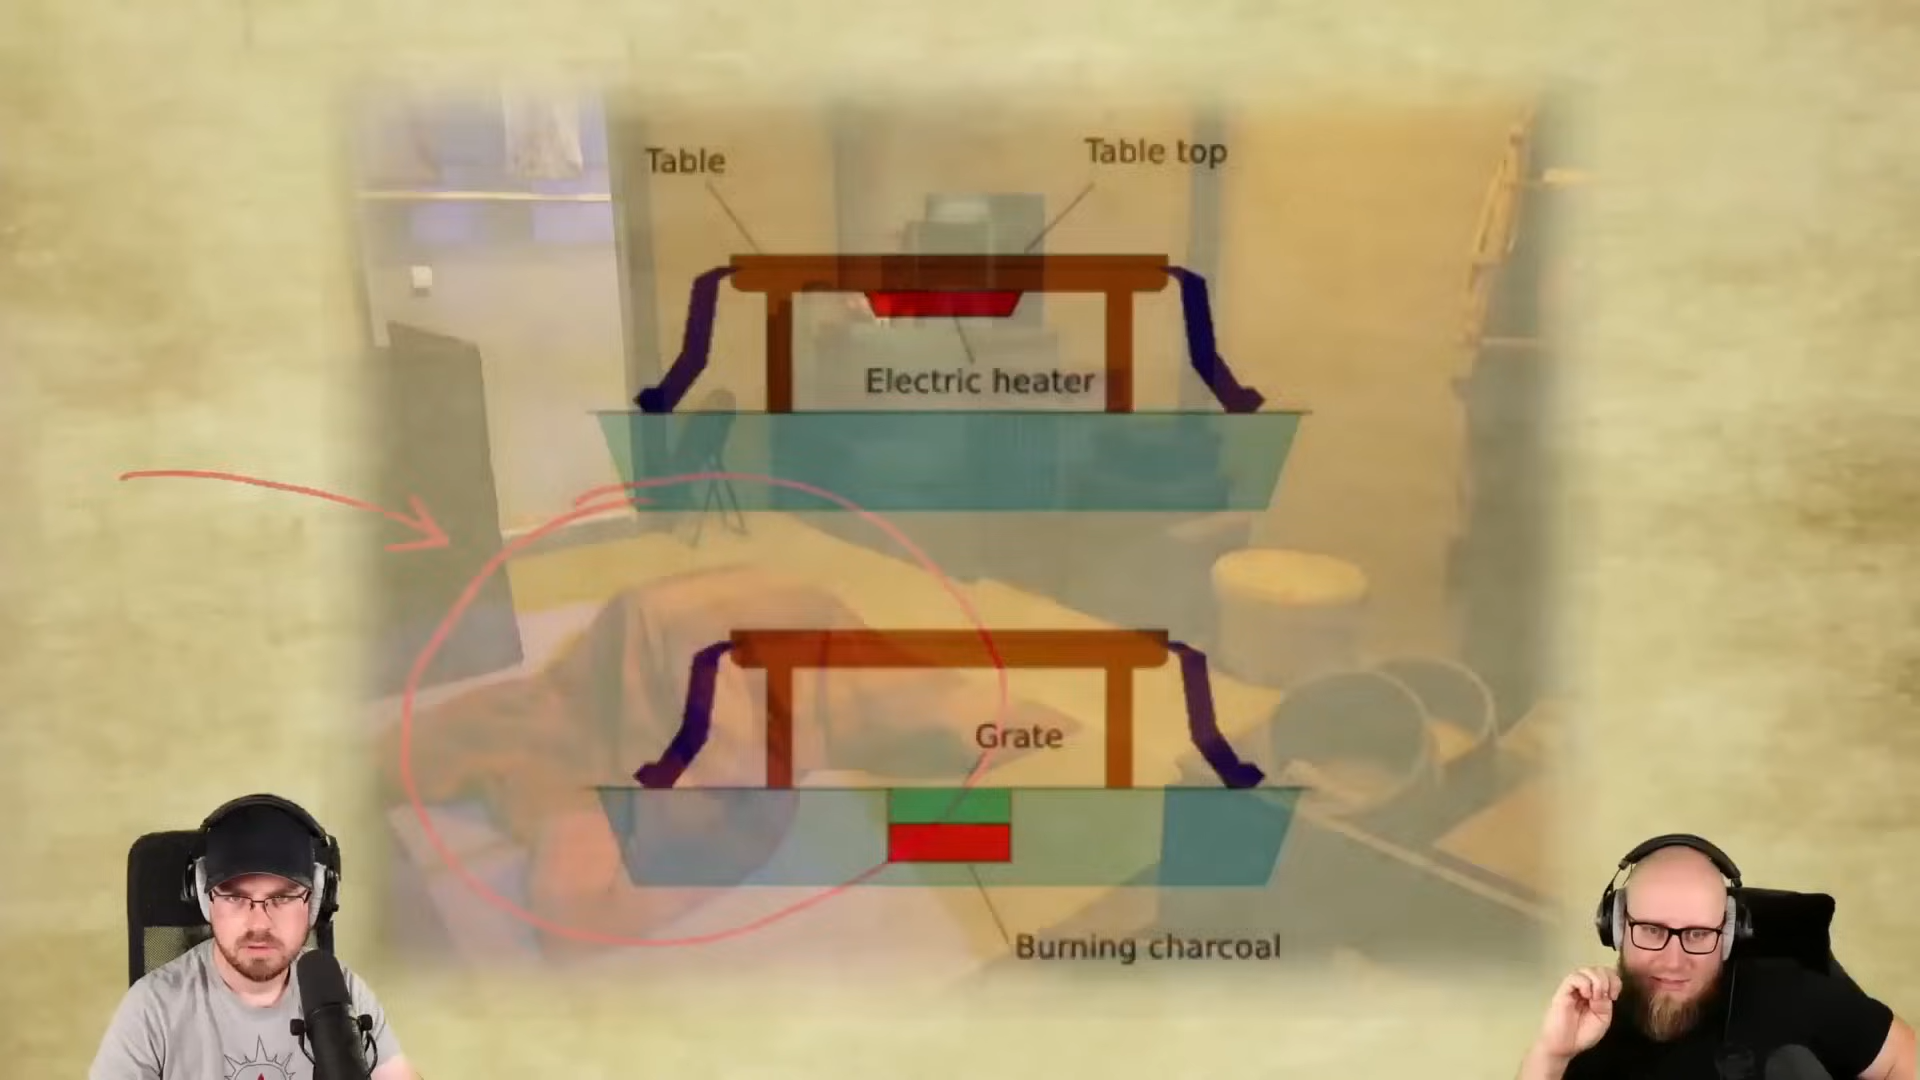 Table
Table top
Electric heater
Grate
Burning charcoal